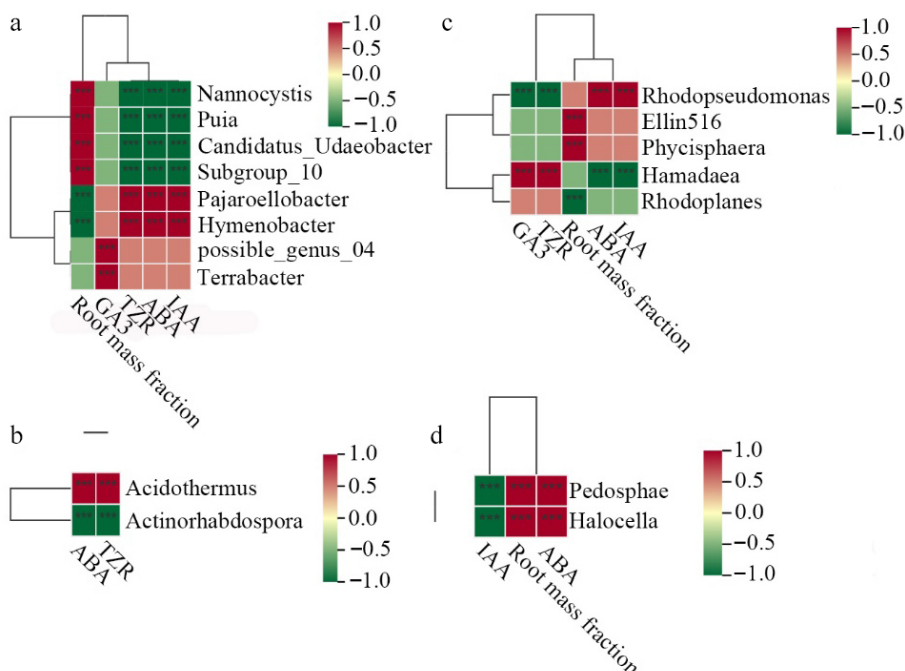 a
1.0
0.5
0.0
−0.5
−1.0
*** *** *** *** Nannocystis
*** *** *** *** Puia
*** *** *** *** Candidatus_Udaeobacter
*** *** *** *** Subgroup_10
*** *** *** *** Pajaroellobacter
*** *** *** *** Hymenobacter
*** possible_genus_04
*** Terrabacter
Root mass fraction
GA3
TZR
ABA
IAA
c
1.0
0.5
0.0
−0.5
−1.0
*** *** *** *** Rhodopseudomonas
*** Ellin516
*** Phycisphaera
*** *** *** *** Hamadaea
*** Rhodoplanes
GA3
TZR
Root mass fraction
ABA
IAA
b
1.0
0.5
0.0
−0.5
−1.0
*** *** Acidothermus
*** *** Actinorhabdospora
ABA
TZR
d
1.0
0.5
0.0
−0.5
−1.0
*** *** *** Pedosphae
*** *** *** Halocella
IAA
Root mass fraction
ABA